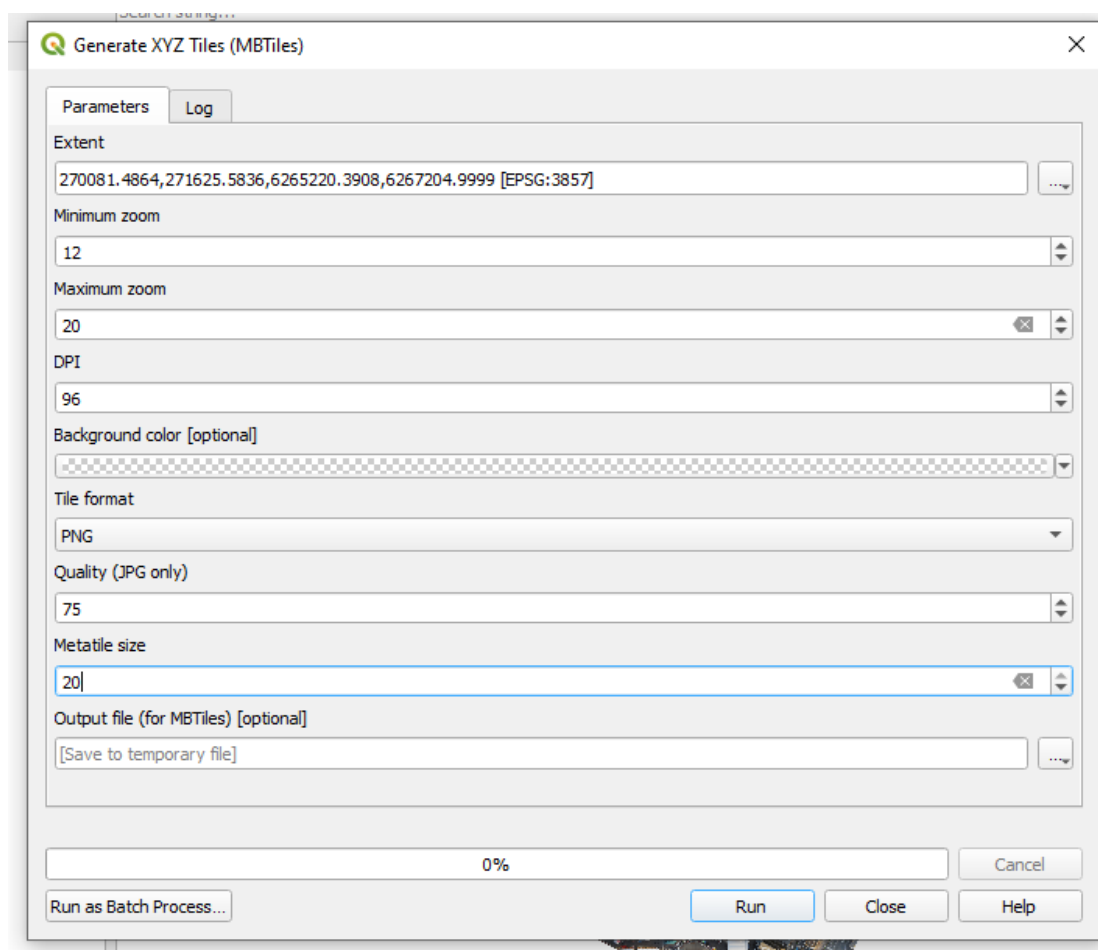 Search string...
Generate XYZ Tiles (MBTiles)
Parameters Log
Extent
270081.4864,271625.5836,6265220.3908,6267204.9999 [EPSG:3857]
...
Minimum zoom
12
Maximum zoom
20
DPI
96
Background color [optional]
Tile format
PNG
Quality (JPG only)
75
Metatile size
20
Output file (for MBTiles) [optional]
[Save to temporary file]
...
0%
Cancel
Run as Batch Process...
Run
Close
Help